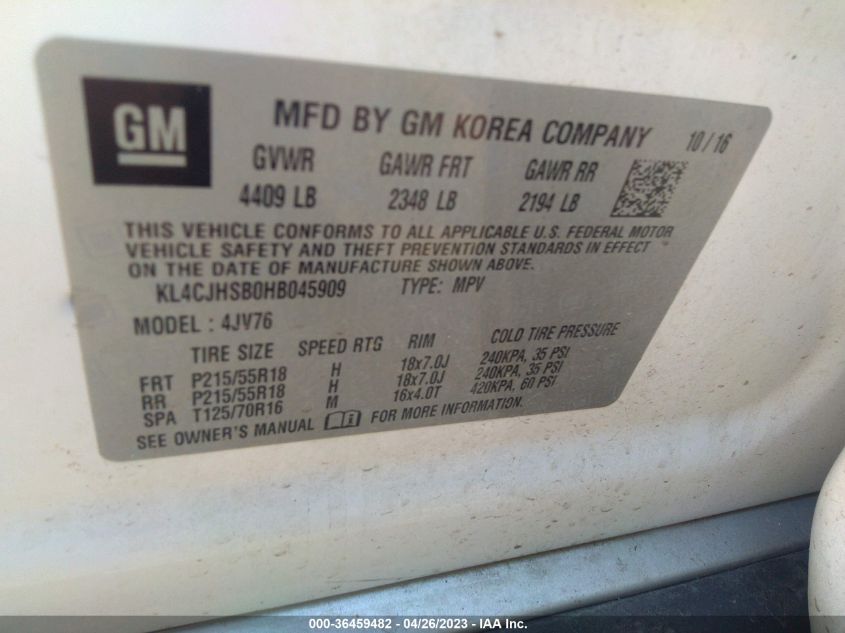 GM
MFD BY GM KOREA COMPANY 10/16
GVWR GAWR FRT GAWR RR
4409 LB 2348 LB 2194 LB
THIS VEHICLE CONFORMS TO ALL APPLICABLE U.S. FEDERAL MOTOR
VEHICLE SAFETY AND THEFT PREVENTION STANDARDS IN EFFECT
ON THE DATE OF MANUFACTURE SHOWN ABOVE.
KL4CJHSB0HB045909 TYPE: MPV
MODEL : 4JV76
TIRE SIZE SPEED RTG RIM COLD TIRE PRESSURE
FRT P215/55R18 H 18x7.0J 240KPA, 35 PSI
RR P215/55R18 H 18x7.0J 240KPA, 35 PSI
SPA T125/70R16 M 16x4.0T 420KPA, 60 PSI
SEE OWNER'S MANUAL FOR MORE INFORMATION.
000-36459482 - 04/26/2023 - IAA Inc.